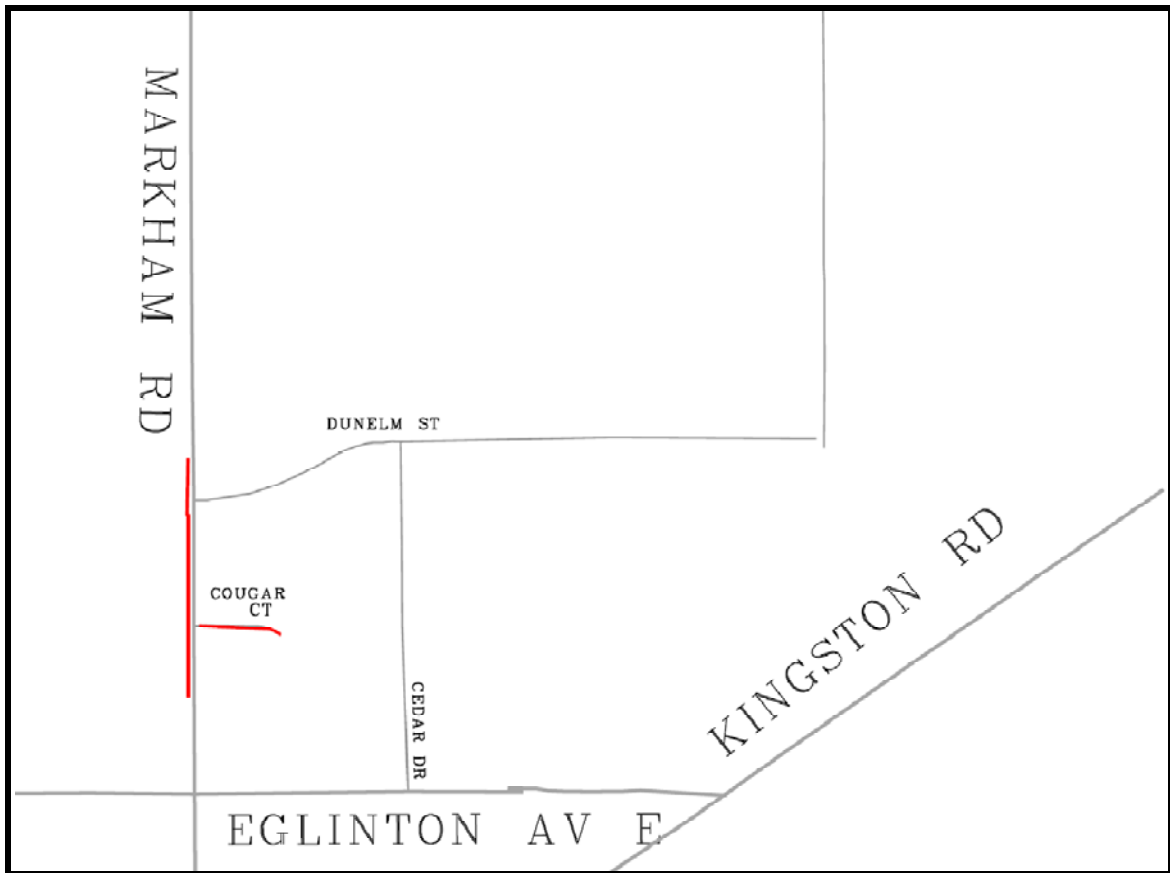 MARKHAM RD
DUNELM ST
COUGAR
CT
KINGSTON RD
CEDAR DR
EGLINTON AV E